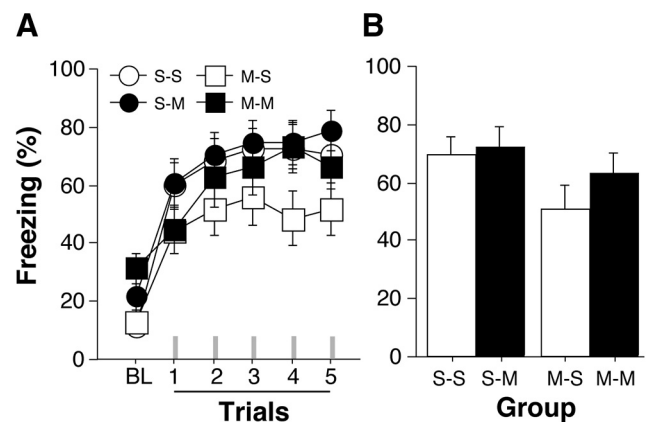 A
100
80
60
40
20
0
Freezing (%)
S-S
M-S
S-M
M-M
BL 1 2 3 4 5
Trials
B
100
80
60
40
20
0
S-S S-M M-S M-M
Group